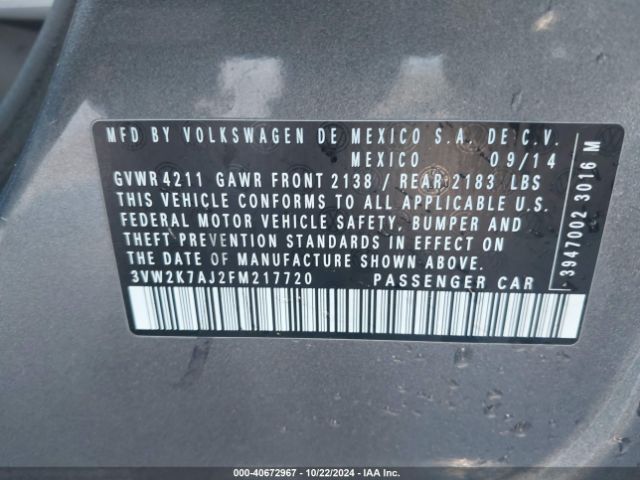 MFD BY VOLKSWAGEN DE MEXICO S.A. DE C.V.
MEXICO 09/14
GVWR 4211 GAWR FRONT 2138 / REAR 2183 LBS
THIS VEHICLE CONFORMS TO ALL APPLICABLE U.S.
FEDERAL MOTOR VEHICLE SAFETY, BUMPER AND
THEFT PREVENTION STANDARDS IN EFFECT ON
THE DATE OF MANUFACTURE SHOWN ABOVE
3VW2K7AJ2FM217720 PASSENGER CAR
3947002 3016 M
000-40672967 - 10/22/2024 - IAA Inc.